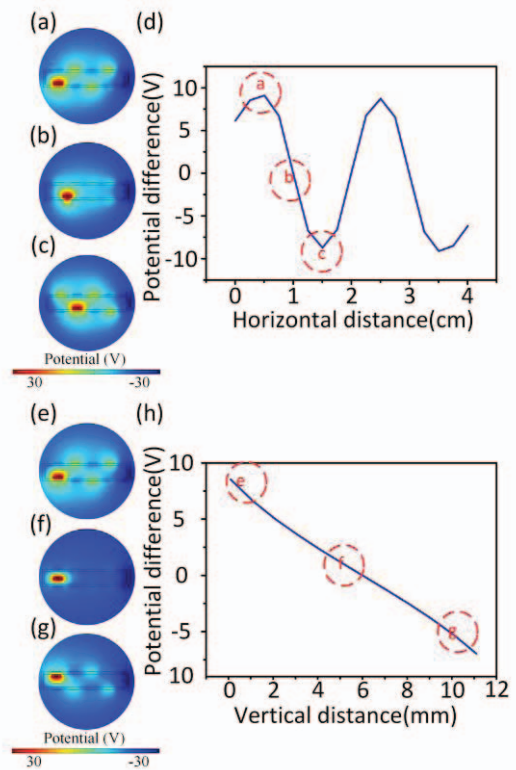 (a)
(b)
(c)
Potential (V)
30 -30
(d)
Potential difference(V)
10
5
0
-5
-10
a
b
c
0 1 2 3 4
Horizontal distance(cm)
(e)
(f)
(g)
Potential (V)
30 -30
(h)
Potential difference(V)
10
5
0
-5
10
e
f
g
0 2 4 6 8 10 12
Vertical distance(mm)